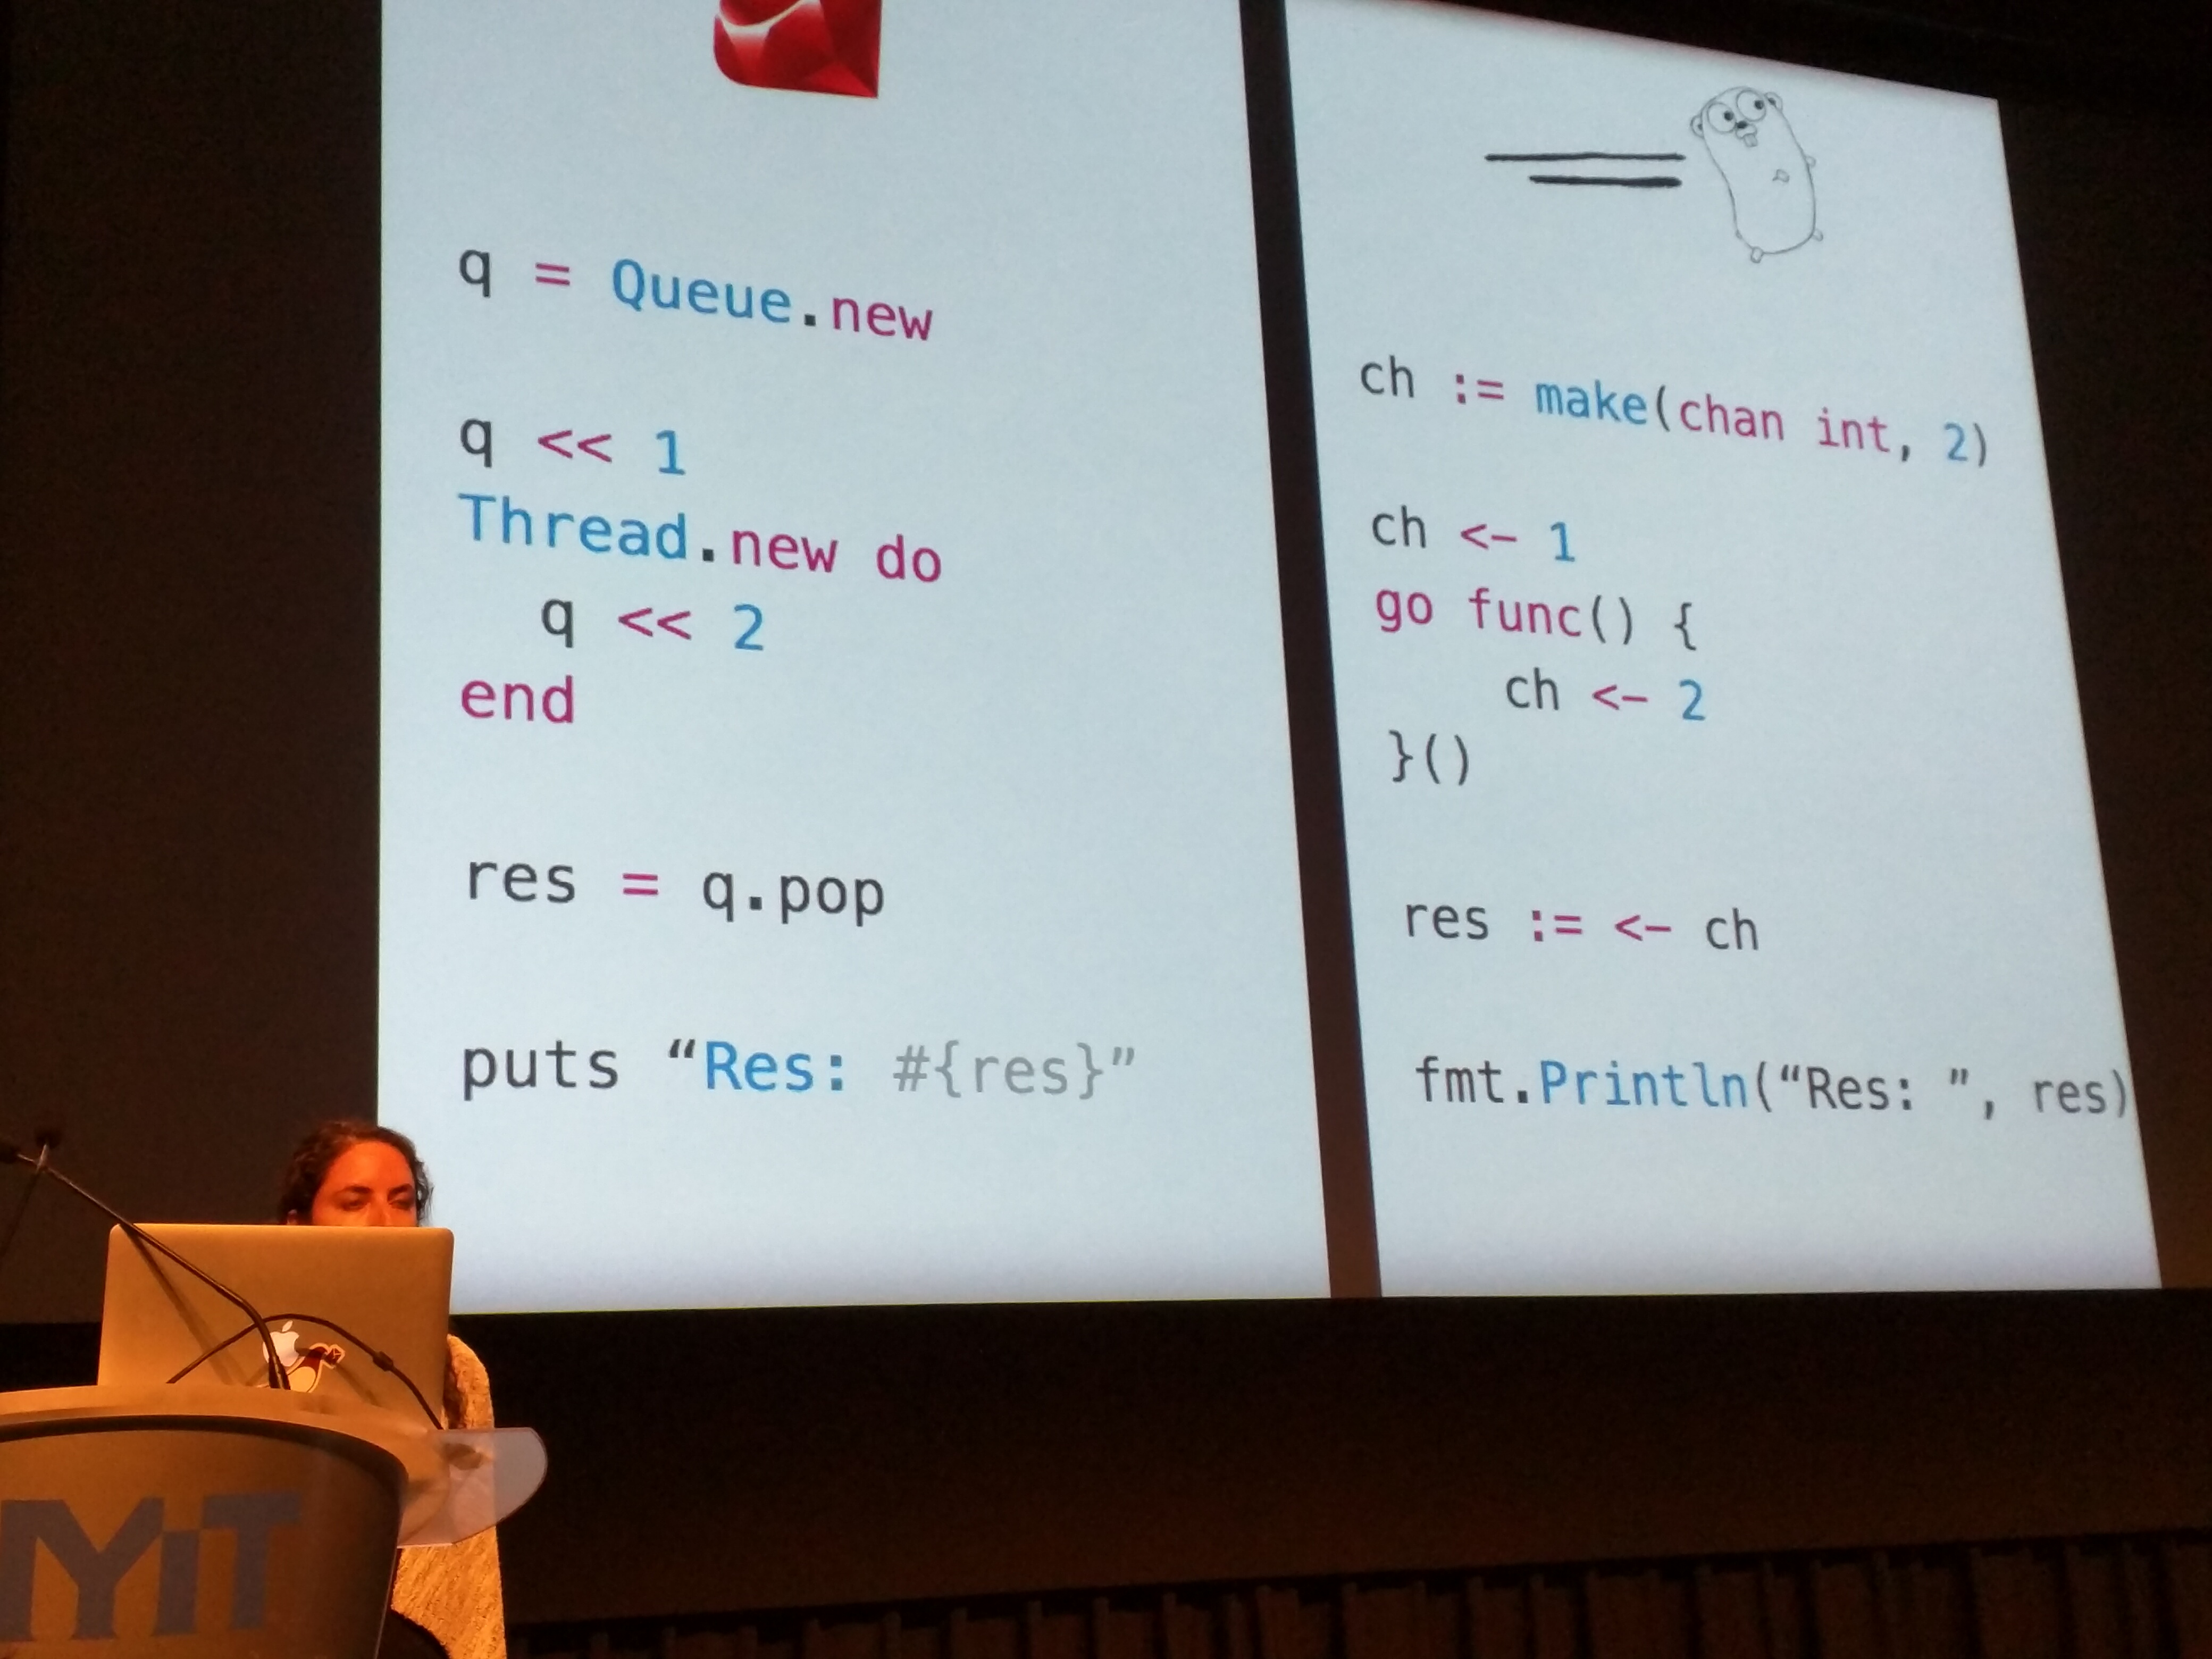 q = Queue.new
q << 1
Thread.new do
q << 2
end
res = q.pop
puts “Res: #{res}”
ch := make(chan int, 2)
ch <- 1
go func() {
ch <- 2
}()
res := <- ch
fmt.Println(“Res: ”, res)
NYiT